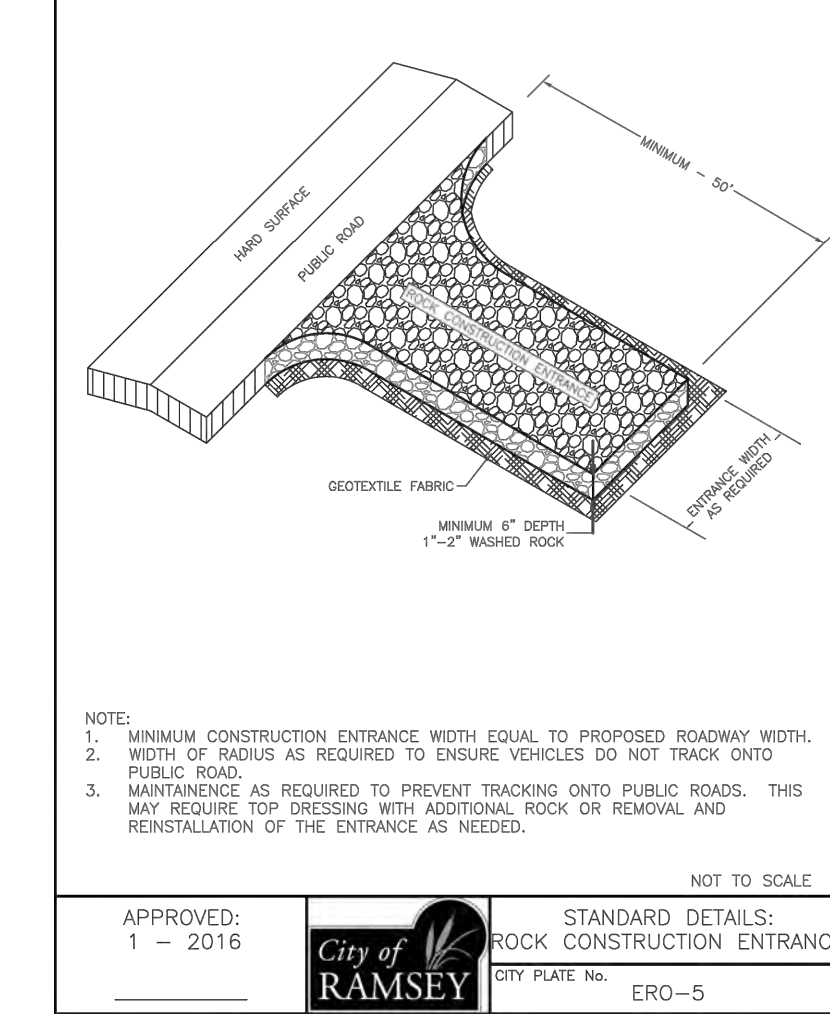 MINIMUM - 50'
HARD SURFACE
PUBLIC ROAD
ROCK CONSTRUCTION ENTRANCE
GEOTEXTILE FABRIC
ENTRANCE WIDTH
AS REQUIRED
MINIMUM 6" DEPTH
1"-2" WASHED ROCK
NOTE:
1. MINIMUM CONSTRUCTION ENTRANCE WIDTH EQUAL TO PROPOSED ROADWAY WIDTH.
2. WIDTH OF RADIUS AS REQUIRED TO ENSURE VEHICLES DO NOT TRACK ONTO
PUBLIC ROAD.
3. MAINTAINENCE AS REQUIRED TO PREVENT TRACKING ONTO PUBLIC ROADS. THIS
MAY REQUIRE TOP DRESSING WITH ADDITIONAL ROCK OR REMOVAL AND
REINSTALLATION OF THE ENTRANCE AS NEEDED.
NOT TO SCALE
APPROVED:
1 - 2016
City of
RAMSEY
STANDARD DETAILS:
ROCK CONSTRUCTION ENTRANC
CITY PLATE No.
ERO-5